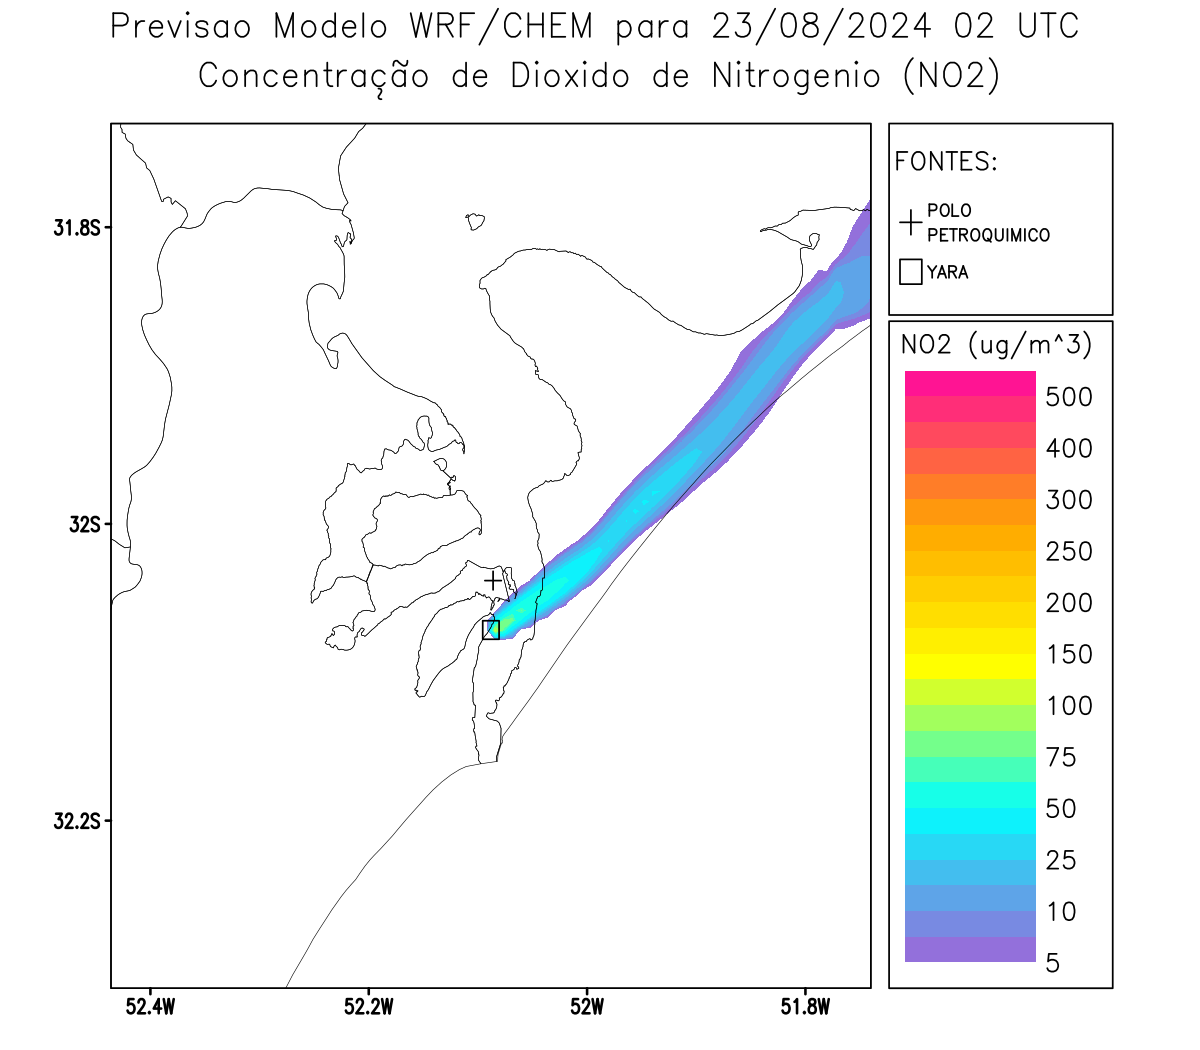 Previsao Modelo WRF/CHEM para 23/08/2024 02 UTC
Concentração de Dioxido de Nitrogenio (NO2)
FONTES:
POLO
PETROQUIMICO
YARA
31.8S
32S
32.2S
52.4W
52.2W
52W
51.8W
NO2 (ug/m^3)
500
400
300
250
200
150
100
75
50
25
10
5